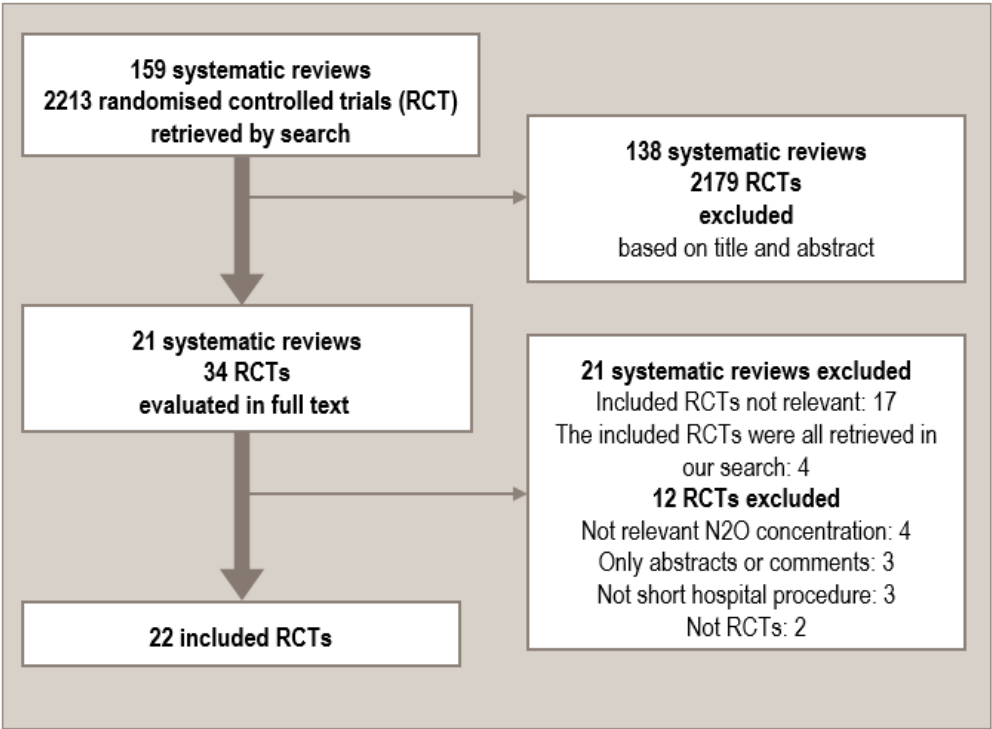 159 systematic reviews
2213 randomised controlled trials (RCT)
retrieved by search
138 systematic reviews
2179 RCTs
excluded
based on title and abstract
21 systematic reviews
34 RCTs
evaluated in full text
21 systematic reviews excluded
Included RCTs not relevant: 17
The included RCTs were all retrieved in
our search: 4
12 RCTs excluded
Not relevant N2O concentration: 4
Only abstracts or comments: 3
Not short hospital procedure: 3
Not RCTs: 2
22 included RCTs